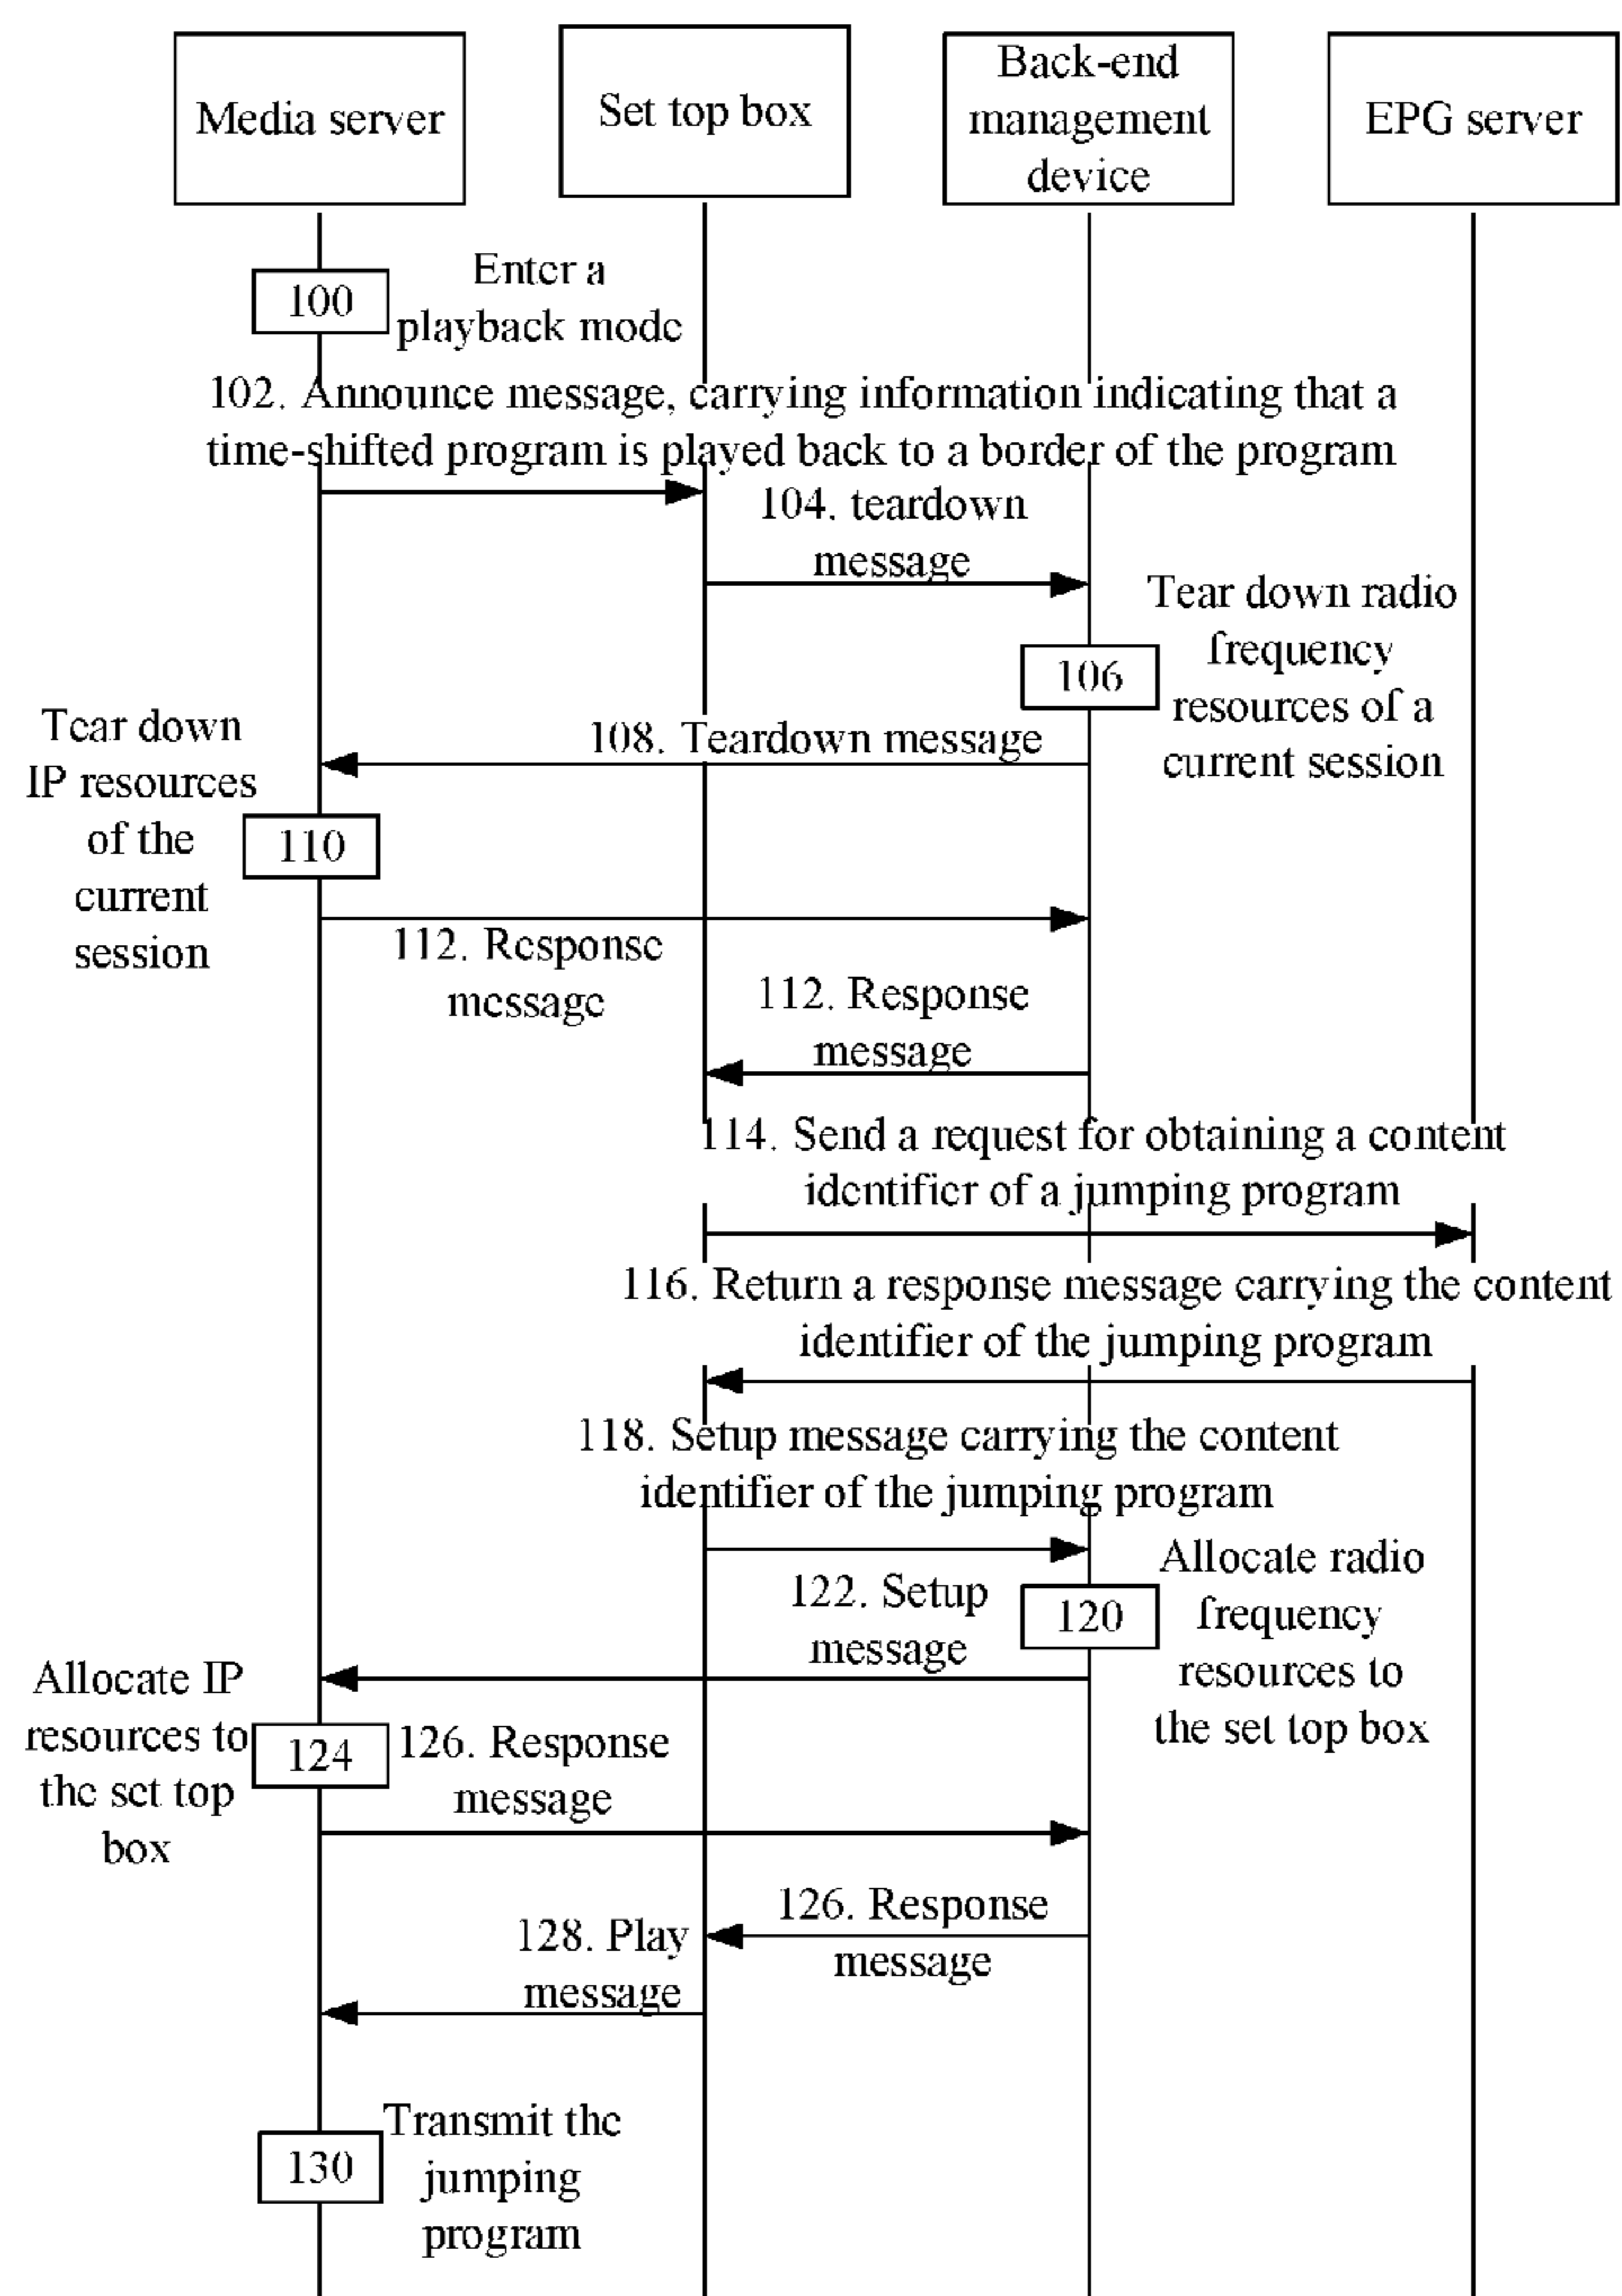 Media server
Set top box
Back-end
management
device
EPG server
100
Enter a
playback mode
102. Announce message, carrying information indicating that a
time-shifted program is played back to a border of the program
104. teardown
message
Tear down radio
frequency
resources of a
current session
106
108. Teardown message
Tear down
IP resources
of the
current
session
110
112. Response
message
112. Response
message
114. Send a request for obtaining a content
identifier of a jumping program
116. Return a response message carrying the content
identifier of the jumping program
118. Setup message carrying the content
identifier of the jumping program
Allocate radio
frequency
resources to
the set top box
120
122. Setup
message
Allocate IP
resources to
the set top
box
124
126. Response
message
126. Response
message
128. Play
message
130
Transmit the
jumping
program